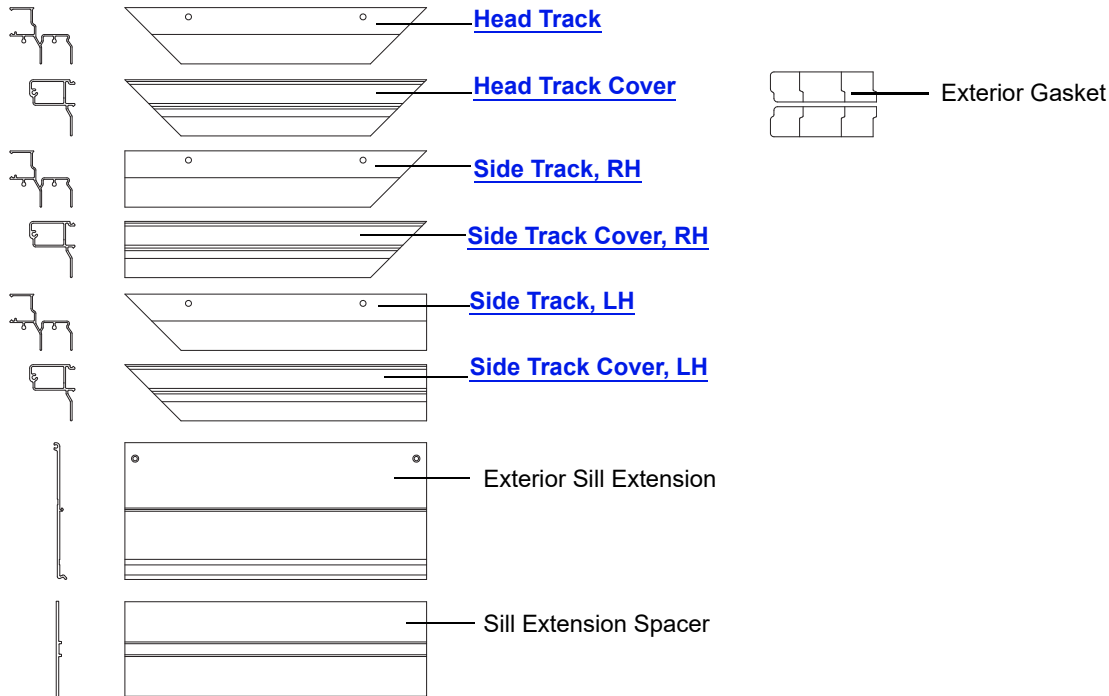 Head Track
Head Track Cover
Exterior Gasket
Side Track, RH
Side Track Cover, RH
Side Track, LH
Side Track Cover, LH
Exterior Sill Extension
Sill Extension Spacer